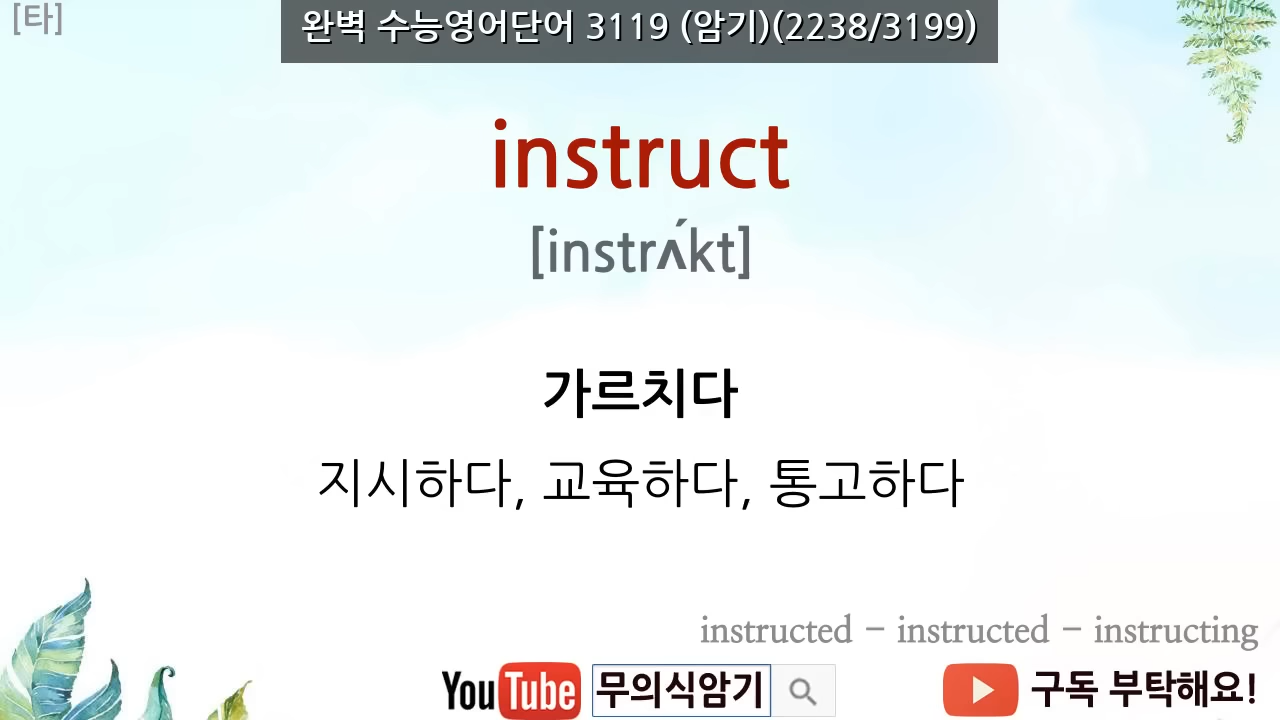 [타]
완벽 수능영어단어 3119 (암기)(2238/3199)
instruct
[instrʌ́kt]
가르치다
지시하다, 교육하다, 통고하다
instructed - instructed - instructing
YouTube 무의식암기
구독 부탁해요!